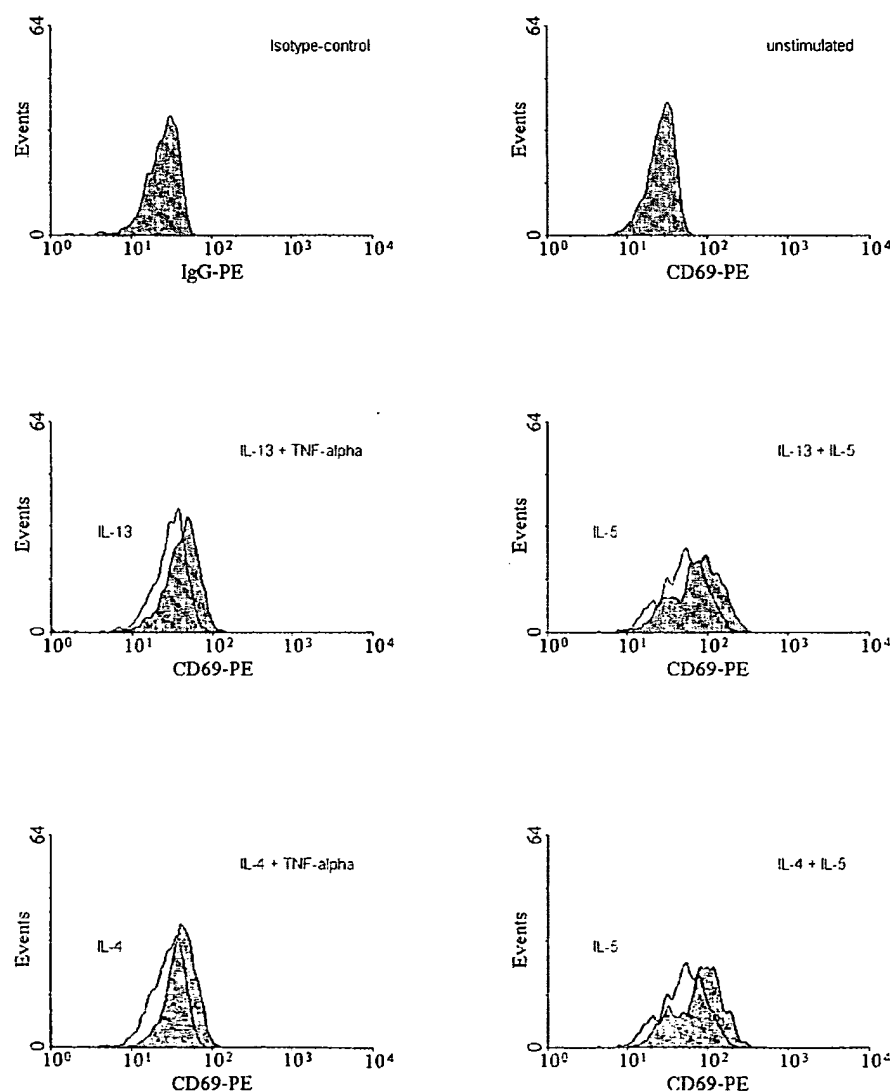 64
Isotype-control
Events
0
10⁰ 10¹ 10² 10³ 10⁴
IgG-PE
64
unstimulated
Events
0
10⁰ 10¹ 10² 10³ 10⁴
CD69-PE
64
IL-13 + TNF-alpha
IL-13
Events
0
10⁰ 10¹ 10² 10³ 10⁴
CD69-PE
64
IL-13 + IL-5
IL-5
Events
0
10⁰ 10¹ 10² 10³ 10⁴
CD69-PE
64
IL-4 + TNF-alpha
IL-4
Events
0
10⁰ 10¹ 10² 10³ 10⁴
CD69-PE
64
IL-4 + IL-5
IL-5
Events
0
10⁰ 10¹ 10² 10³ 10⁴
CD69-PE